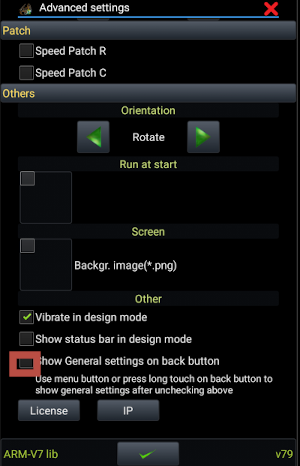 Advanced settings
Patch
Speed Patch R
Speed Patch C
Others
Orientation
Rotate
Run at start
Screen
Backgr. image(*.png)
Other
Vibrate in design mode
Show status bar in design mode
Show General settings on back button
Use menu button or press long touch on back button to
show general settings after unchecking above
License IP
ARM-V7 lib v79